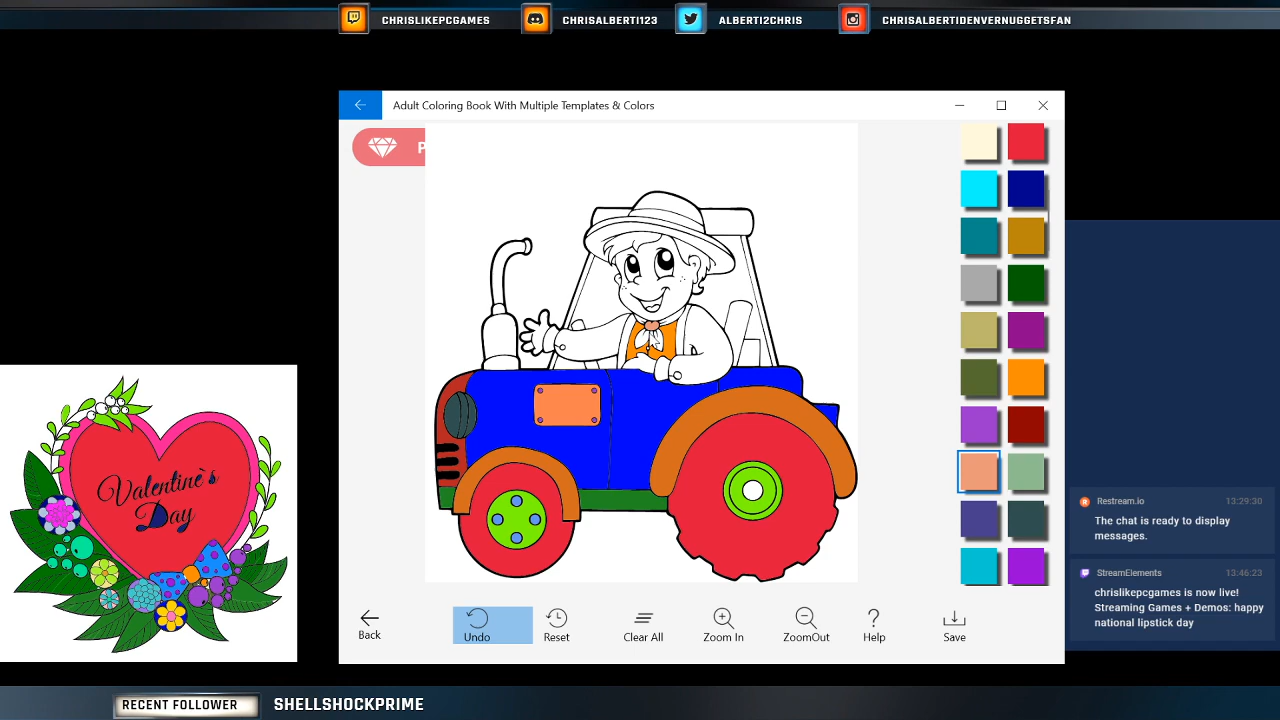 CHRISLIKEPCGAMES
CHRISALBERTI123
ALBERTI2CHRIS
CHRISALBERTIDENVERNUGGETSFAN
Adult Coloring Book With Multiple Templates & Colors
P
Valentine`s
Day
Restream.io 13:29:30
The chat is ready to display
messages.
StreamElements 13:46:23
chrislikepcgames is now live!
Streaming Games + Demos: happy
national lipstick day
Back Undo Reset Clear All Zoom In ZoomOut Help Save
RECENT FOLLOWER SHELLSHOCKPRIME